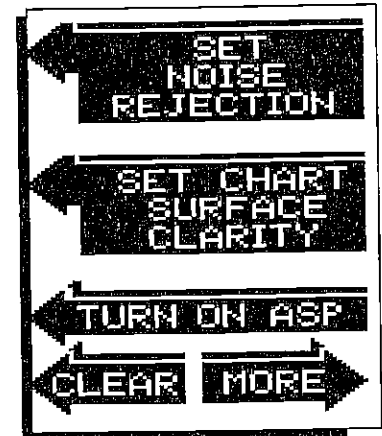 SET
NOISE
REJECTION
SET CHART
SURFACE
CLARITY
TURN ON ASP
CLEAR MORE